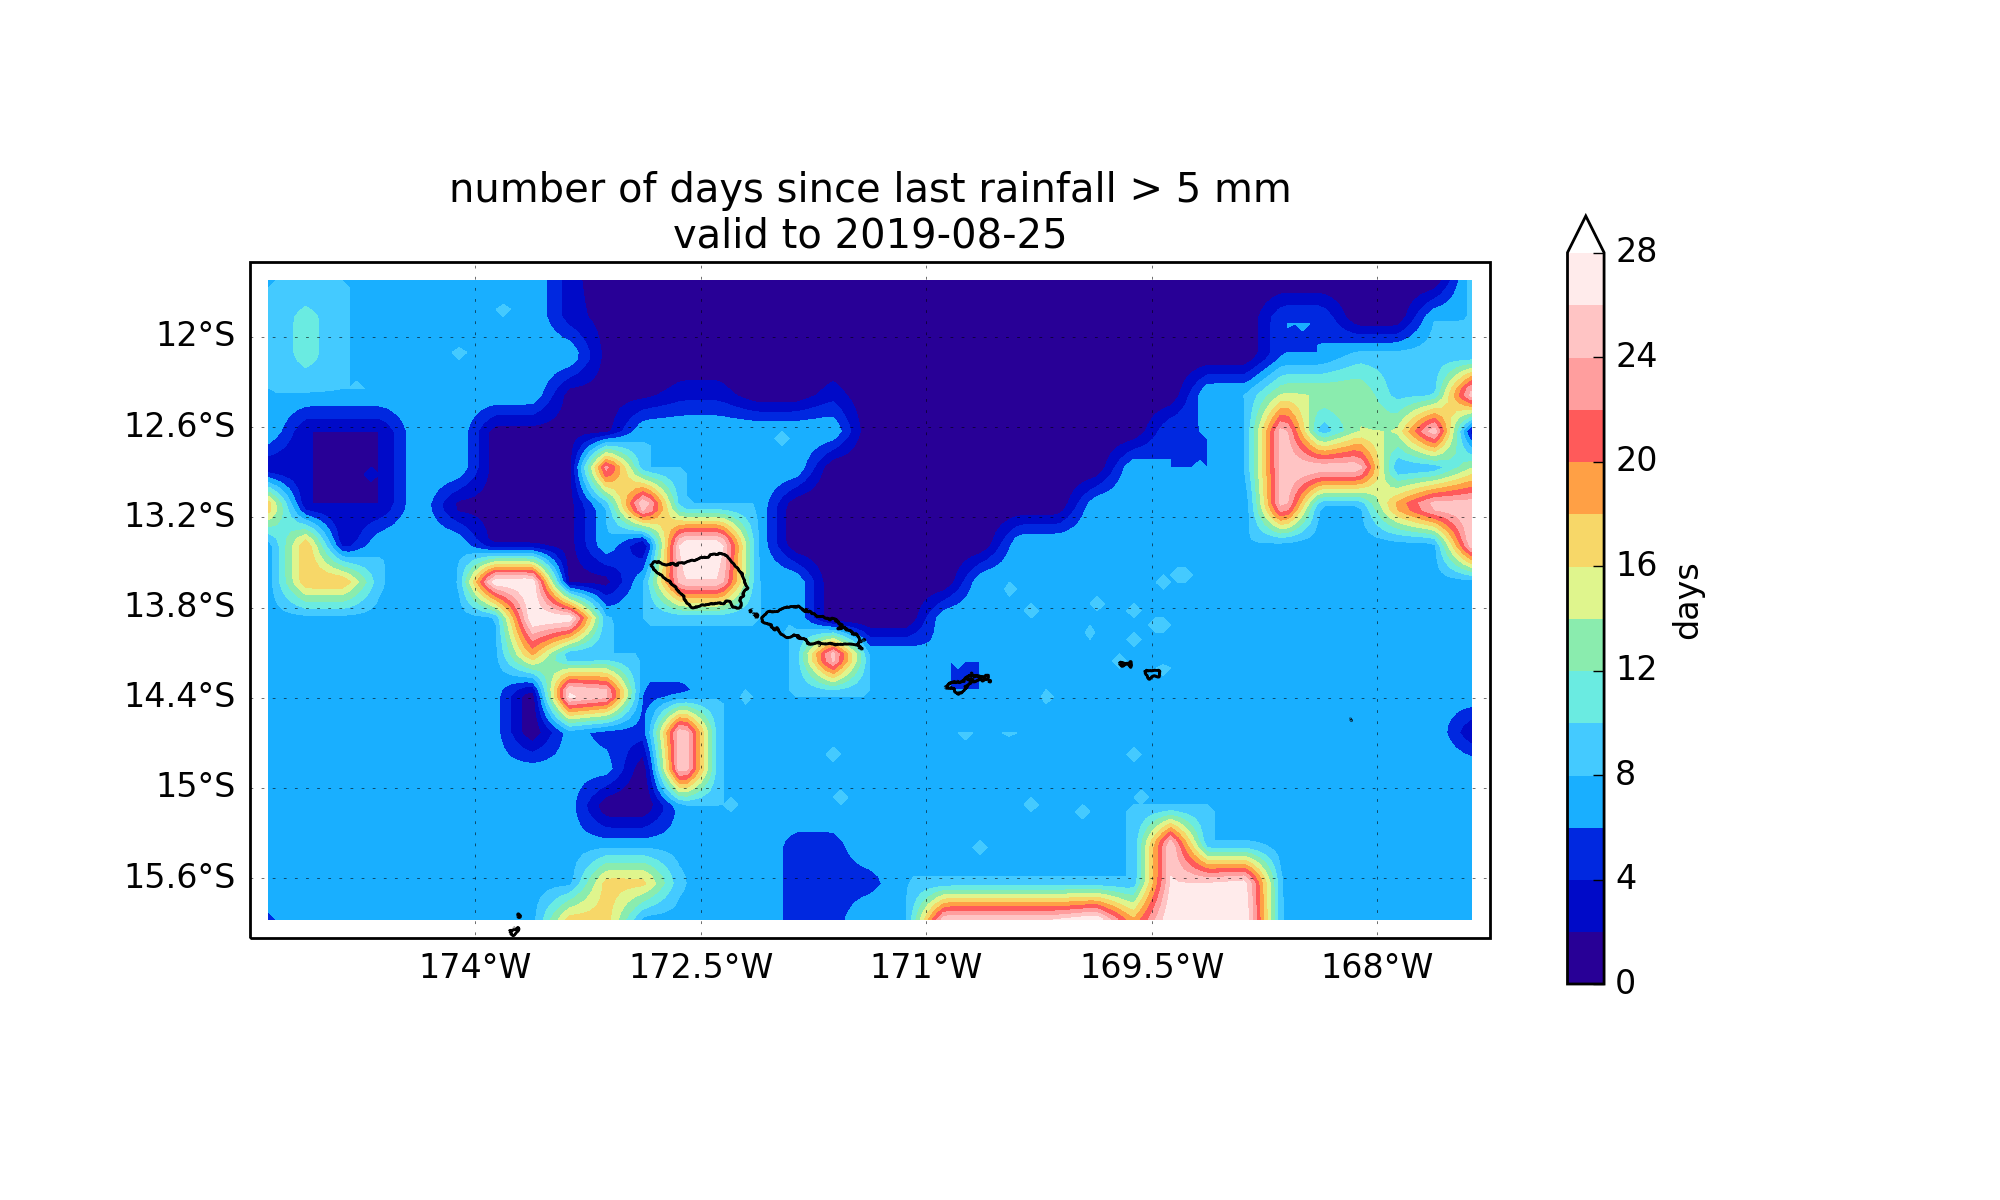 number of days since last rainfall > 5 mm
valid to 2019-08-25
12°S
12.6°S
13.2°S
13.8°S
14.4°S
15°S
15.6°S
174°W 172.5°W 171°W 169.5°W 168°W
28
24
20
16
12
8
4
0
days